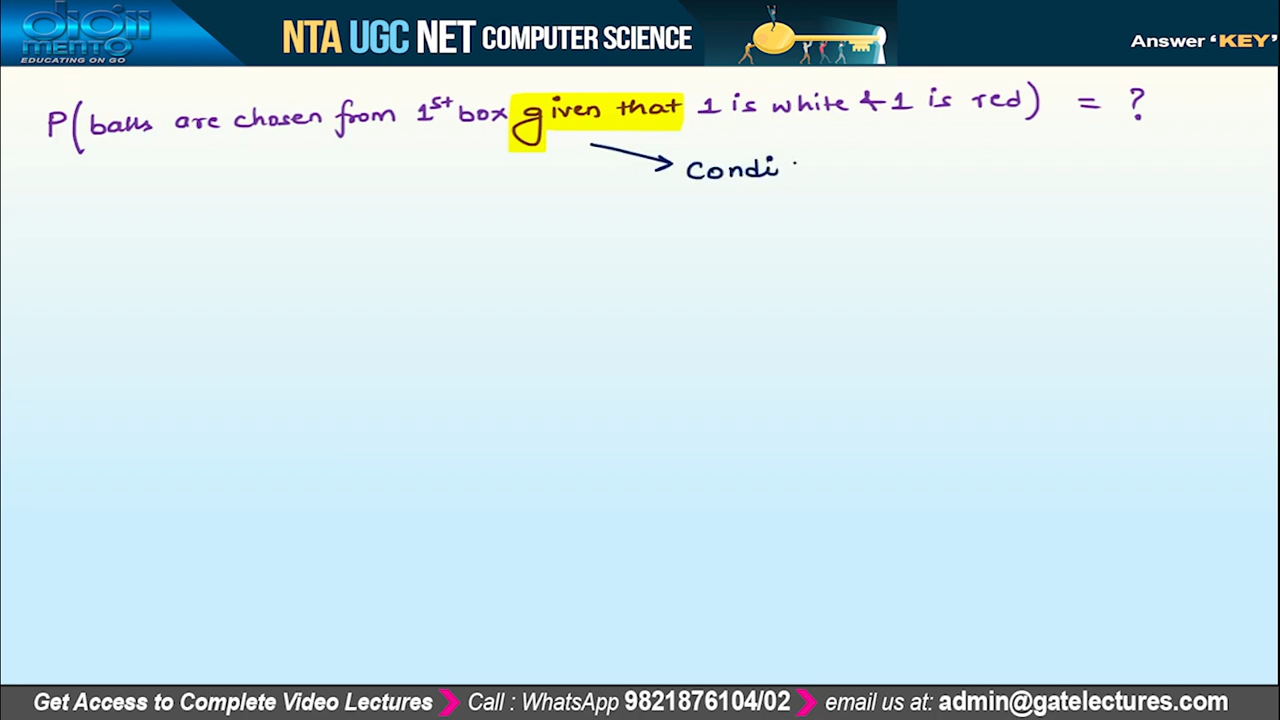 digii
MENTO
EDUCATING ON GO
NTA UGC NET COMPUTER SCIENCE
Answer ‘KEY’
P(balls are chosen from 1st box given that 1 is white & 1 is red) = ?
Condi
Get Access to Complete Video Lectures Call : WhatsApp 9821876104/02 email us at: admin@gatelectures.com